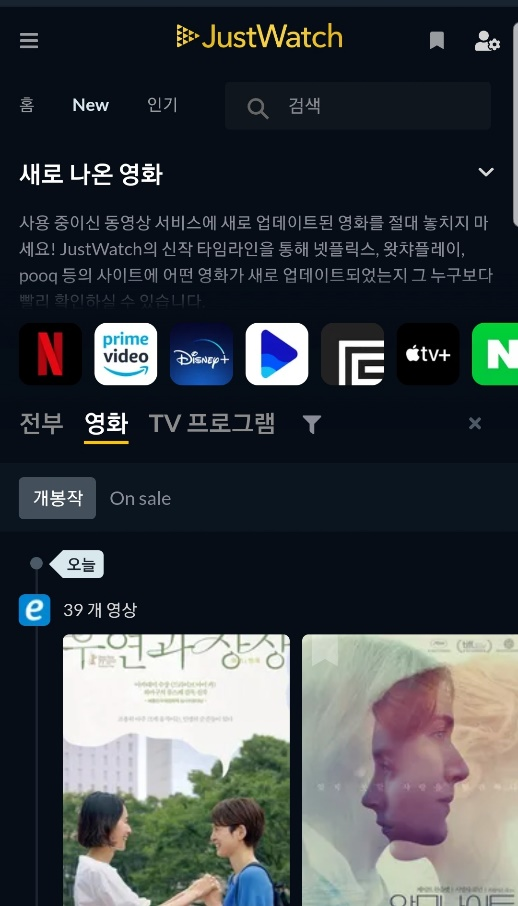 JustWatch
홈 New 인기 검색
새로 나온 영화
사용 중이신 동영상 서비스에 새로 업데이트된 영화를 절대 놓치지 마
세요! JustWatch의 신작 타임라인을 통해 넷플릭스, 왓챠플레이,
pooq 등의 사이트에 어떤 영화가 새로 업데이트되었는지 그 누구보다
빨리 확인하실 수 있습니다.
N prime video Disney+ tv+ N
전부 영화 TV 프로그램
개봉작 On sale
오늘
e 39 개 영상
우연과 상상